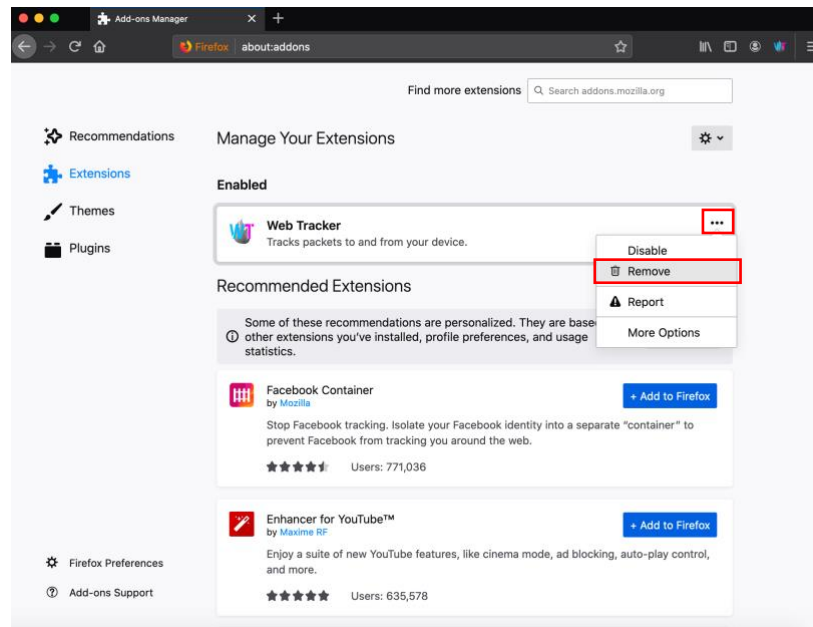 Add-ons Manager
Firefox about:addons
Find more extensions Search addons.mozilla.org
Recommendations
Extensions
Themes
Plugins
Manage Your Extensions
Enabled
Web Tracker
Tracks packets to and from your device.
Disable
Remove
Report
More Options
Recommended Extensions
Some of these recommendations are personalized. They are base
other extensions you've installed, profile preferences, and usage
statistics.
Facebook Container
by Mozilla
+ Add to Firefox
Stop Facebook tracking. Isolate your Facebook identity into a separate “container” to
prevent Facebook from tracking you around the web.
Users: 771,036
Enhancer for YouTube™
by Maxime RF
+ Add to Firefox
Enjoy a suite of new YouTube features, like cinema mode, ad blocking, auto-play control,
and more.
Users: 635,578
Firefox Preferences
Add-ons Support